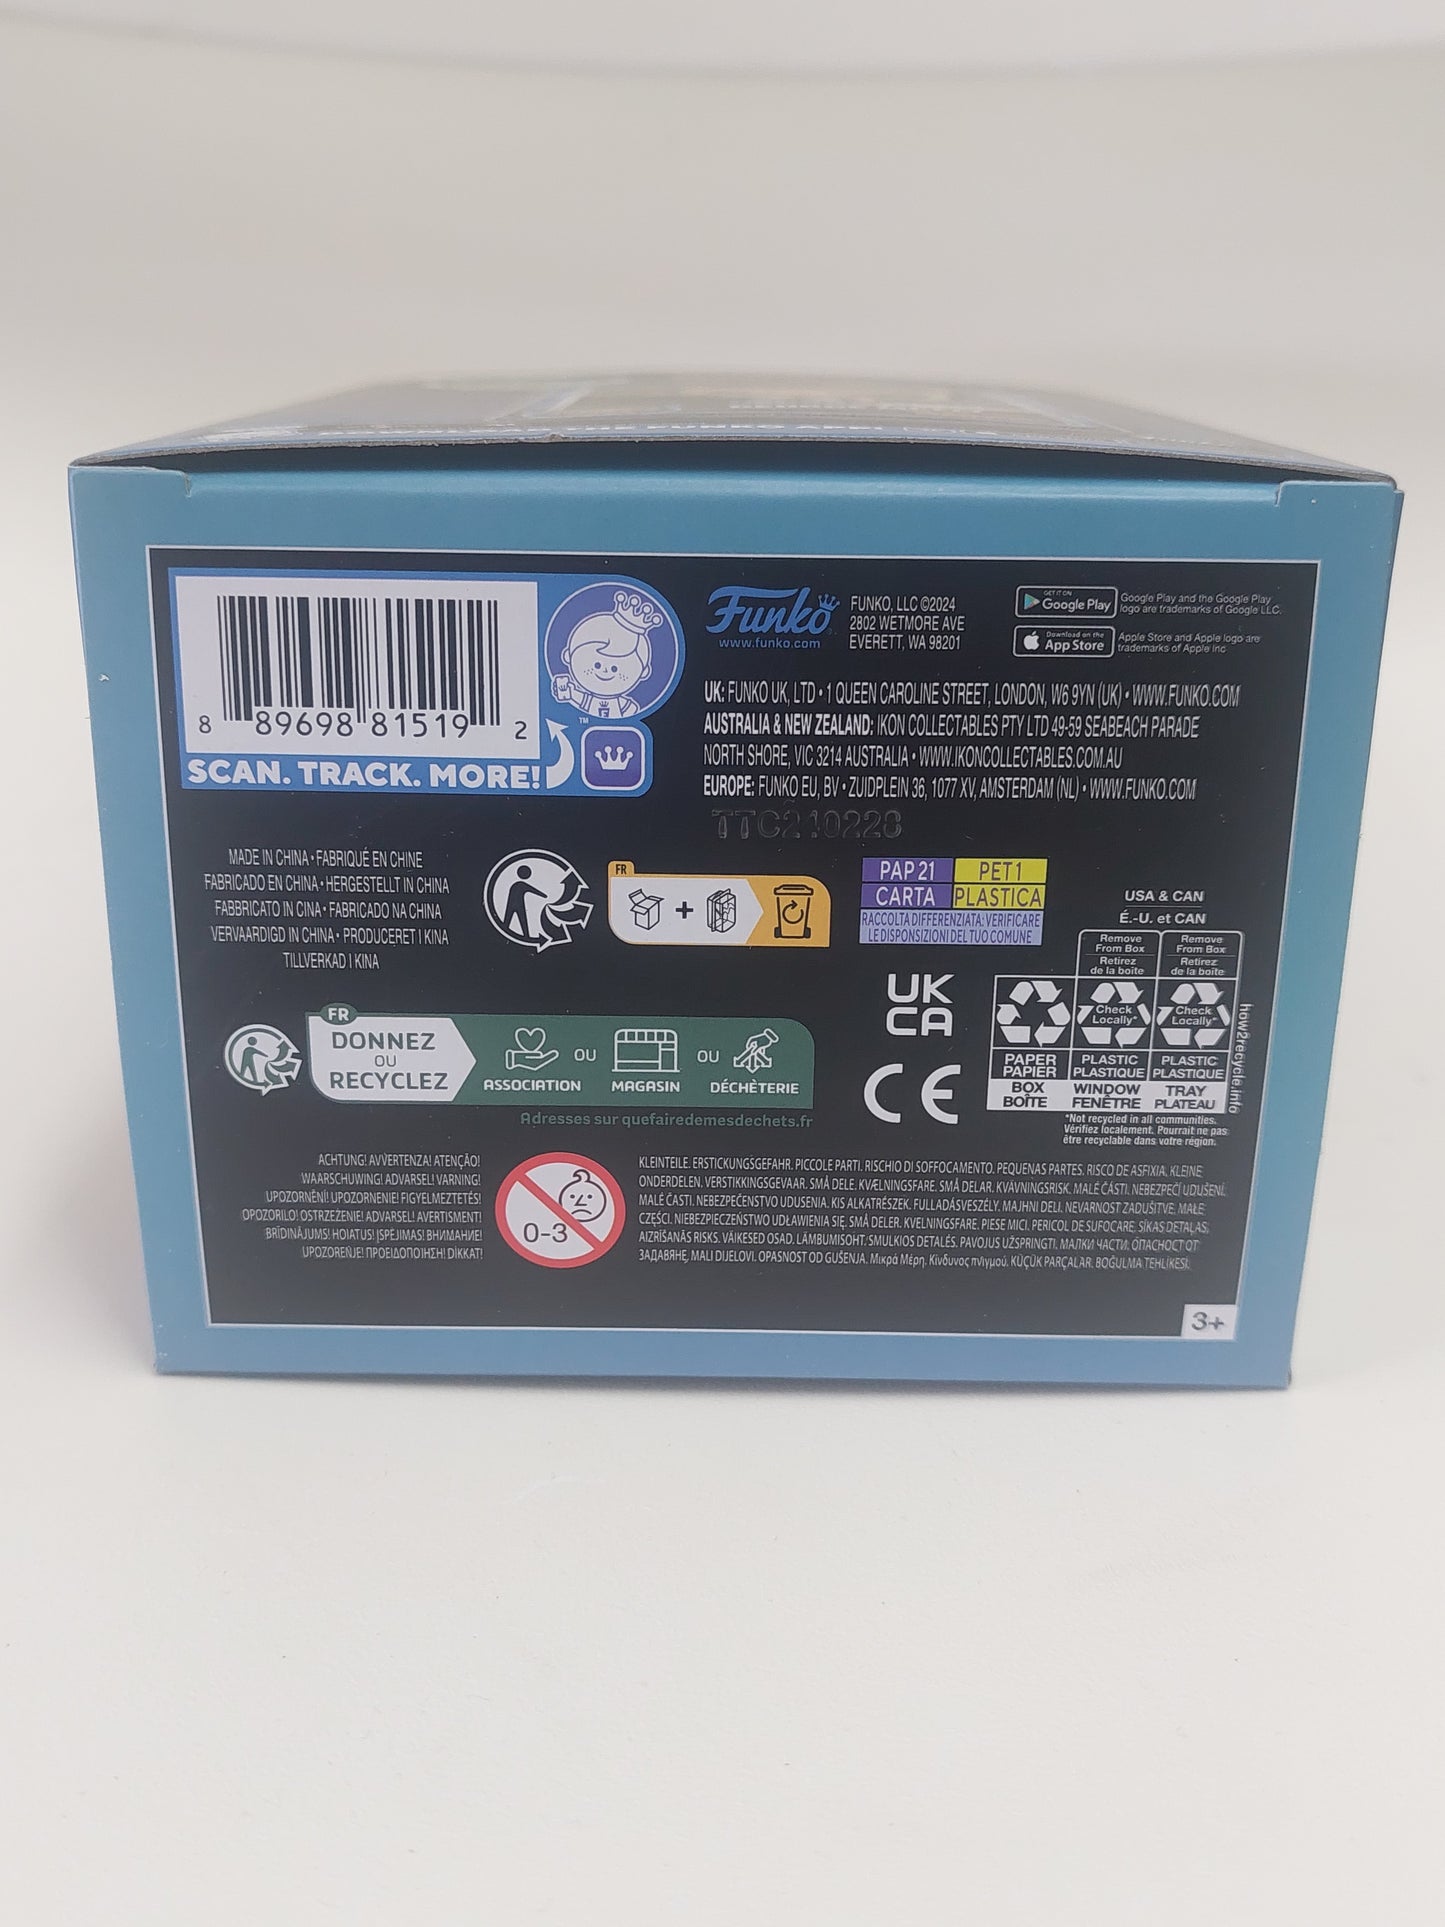 8 89698 81519 2
SCAN. TRACK. MORE!
™
Funko
www.funko.com
FUNKO, LLC ©2024
2802 WETMORE AVE
EVERETT, WA 98201
GET IT ON
Google Play
Google Play and the Google Play
logo are trademarks of Google LLC.
Download on the
App Store
Apple Store and Apple logo are
trademarks of Apple Inc
UK: FUNKO UK, LTD • 1 QUEEN CAROLINE STREET, LONDON, W6 9YN (UK) • WWW.FUNKO.COM
AUSTRALIA & NEW ZEALAND: IKON COLLECTABLES PTY LTD 49-59 SEABEACH PARADE
NORTH SHORE, VIC 3214 AUSTRALIA • WWW.IKONCOLLECTABLES.COM.AU
EUROPE: FUNKO EU, BV • ZUIDPLEIN 36, 1077 XV, AMSTERDAM (NL) • WWW.FUNKO.COM
MADE IN CHINA • FABRIQUÉ EN CHINE
FABRICADO EN CHINA • HERGESTELLT IN CHINA
FABBRICATO IN CINA • FABRICADO NA CHINA
VERVAARDIGD IN CHINA • PRODUCERET I KINA
TILLVERKAD I KINA
FR
PAP 21 PET 1
CARTA PLASTICA
RACCOLTA DIFFERENZIATA: VERIFICARE
LE DISPONSIZIONI DEL TUO COMUNE
USA & CAN
É.-U. et CAN
Remove From Box
Retirez de la boîte
Remove From Box
Retirez de la boîte
Check Locally*
Check Locally*
PAPER PAPIER
PLASTIC PLASTIQUE
PLASTIC PLASTIQUE
BOX BOÎTE
WINDOW FENÊTRE
TRAY PLATEAU
how2recycle.info
*Not recycled in all communities.
Vérifiez localement. Pourrait ne pas
être recyclable dans votre région.
UK
CA
CE
FR
DONNEZ
OU
RECYCLEZ
ASSOCIATION OU MAGASIN OU DÉCHÈTERIE
Adresses sur quefairedemesdechets.fr
ACHTUNG! AVVERTENZA! ATENÇÃO!
WAARSCHUWING! ADVARSEL! VARNING!
UPOZORNĚNÍ! UPOZORNENIE! FIGYELMEZTETÉS!
OPOZORILO! OSTRZEŻENIE! ADVARSEL! AVERTISMENT!
BRĪDINĀJUMS! HOIATUS! ĮSPĖJIMAS! ВНИМАНИЕ!
UPOZORENJE! ΠΡΟΕΙΔΟΠΟΙΗΣΗ! DİKKAT!
0-3
KLEINTEILE. ERSTICKUNGSGEFAHR. PICCOLE PARTI. RISCHIO DI SOFFOCAMENTO. PEQUENAS PARTES. RISCO DE ASFIXIA. KLEINE
ONDERDELEN. VERSTIKKINGSGEVAAR. SMÅ DELE. KVÆLNINGSFARE. SMÅ DELAR. KVÄVNINGSRISK. MALÉ ČÁSTI. NEBEZPEČÍ UDUŠENÍ.
MALÉ ČASTI. NEBEZPEČENSTVO UDUSENIA. KIS ALKATRÉSZEK. FULLADÁSVESZÉLY. MAJHNI DELI. NEVARNOST ZADUŠITVE. MAŁE
CZĘŚCI. NIEBEZPIECZEŃSTWO UDŁAWIENIA SIĘ. SMÅ DELER. KVELNINGSFARE. PIESE MICI. PERICOL DE SUFOCARE. SĪKAS DETAĻAS.
AIZRĪŠANĀS RISKS. VÄIKESED OSAD. LÄMBUMISOHT. SMULKIOS DETALĖS. PAVOJUS UŽSPRINGTI. МАЛКИ ЧАСТИ. ОПАСНОСТ ОТ
ЗАДАВЯНЕ. MALI DIJELOVI. OPASNOST OD GUŠENJA. Μικρά Μέρη. Κίνδυνος πνιγμού. KÜÇÜK PARÇALAR. BOĞULMA TEHLİKESİ.
3+